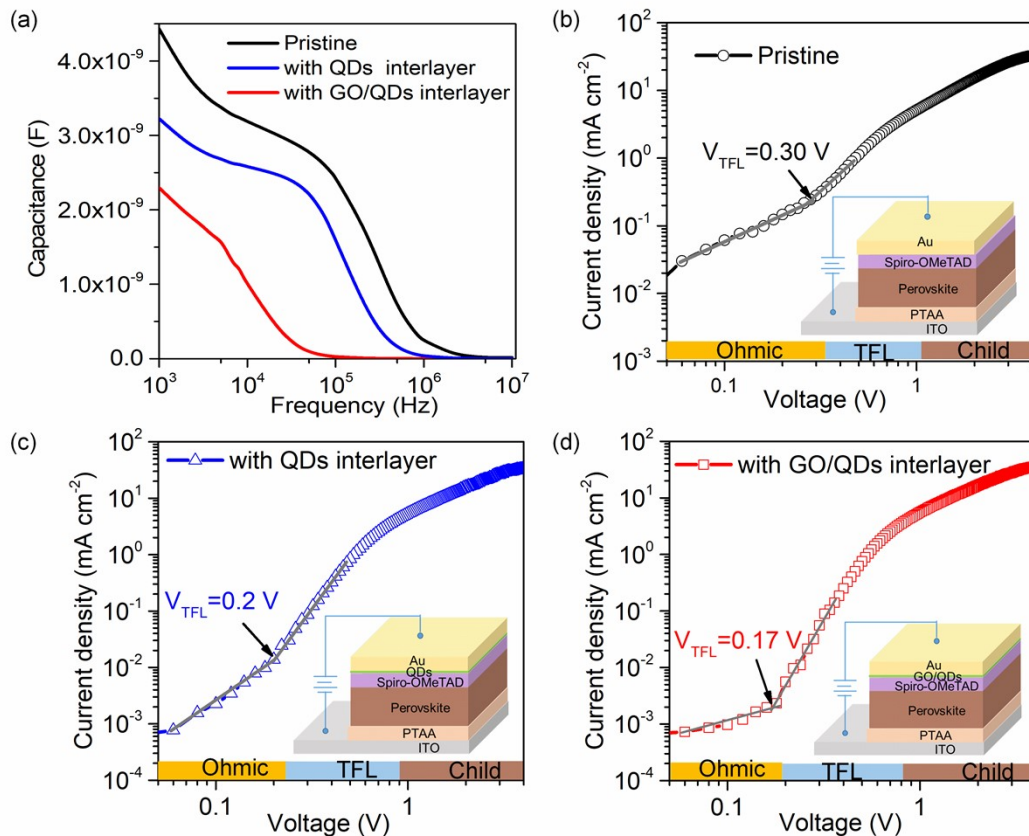 (a)
Pristine
with QDs interlayer
with GO/QDs interlayer
Capacitance (F)
4.0x10⁻⁹
3.0x10⁻⁹
2.0x10⁻⁹
1.0x10⁻⁹
0.0
10³ 10⁴ 10⁵ 10⁶ 10⁷
Frequency (Hz)
(b)
Pristine
Current density (mA cm⁻²)
10²
10¹
10⁰
10⁻¹
10⁻²
10⁻³
V_TFL=0.30 V
Au
Spiro-OMeTAD
Perovskite
PTAA
ITO
Ohmic TFL Child
0.1 1
Voltage (V)
(c)
with QDs interlayer
Current density (mA cm⁻²)
10²
10¹
10⁰
10⁻¹
10⁻²
10⁻³
10⁻⁴
V_TFL=0.2 V
Au
QDs
Spiro-OMeTAD
Perovskite
PTAA
ITO
Ohmic TFL Child
0.1 1
Voltage (V)
(d)
with GO/QDs interlayer
Current density (mA cm⁻²)
10²
10¹
10⁰
10⁻¹
10⁻²
10⁻³
10⁻⁴
V_TFL=0.17 V
Au
GO/QDs
Spiro-OMeTAD
Perovskite
PTAA
ITO
Ohmic TFL Child
0.1 1
Voltage (V)